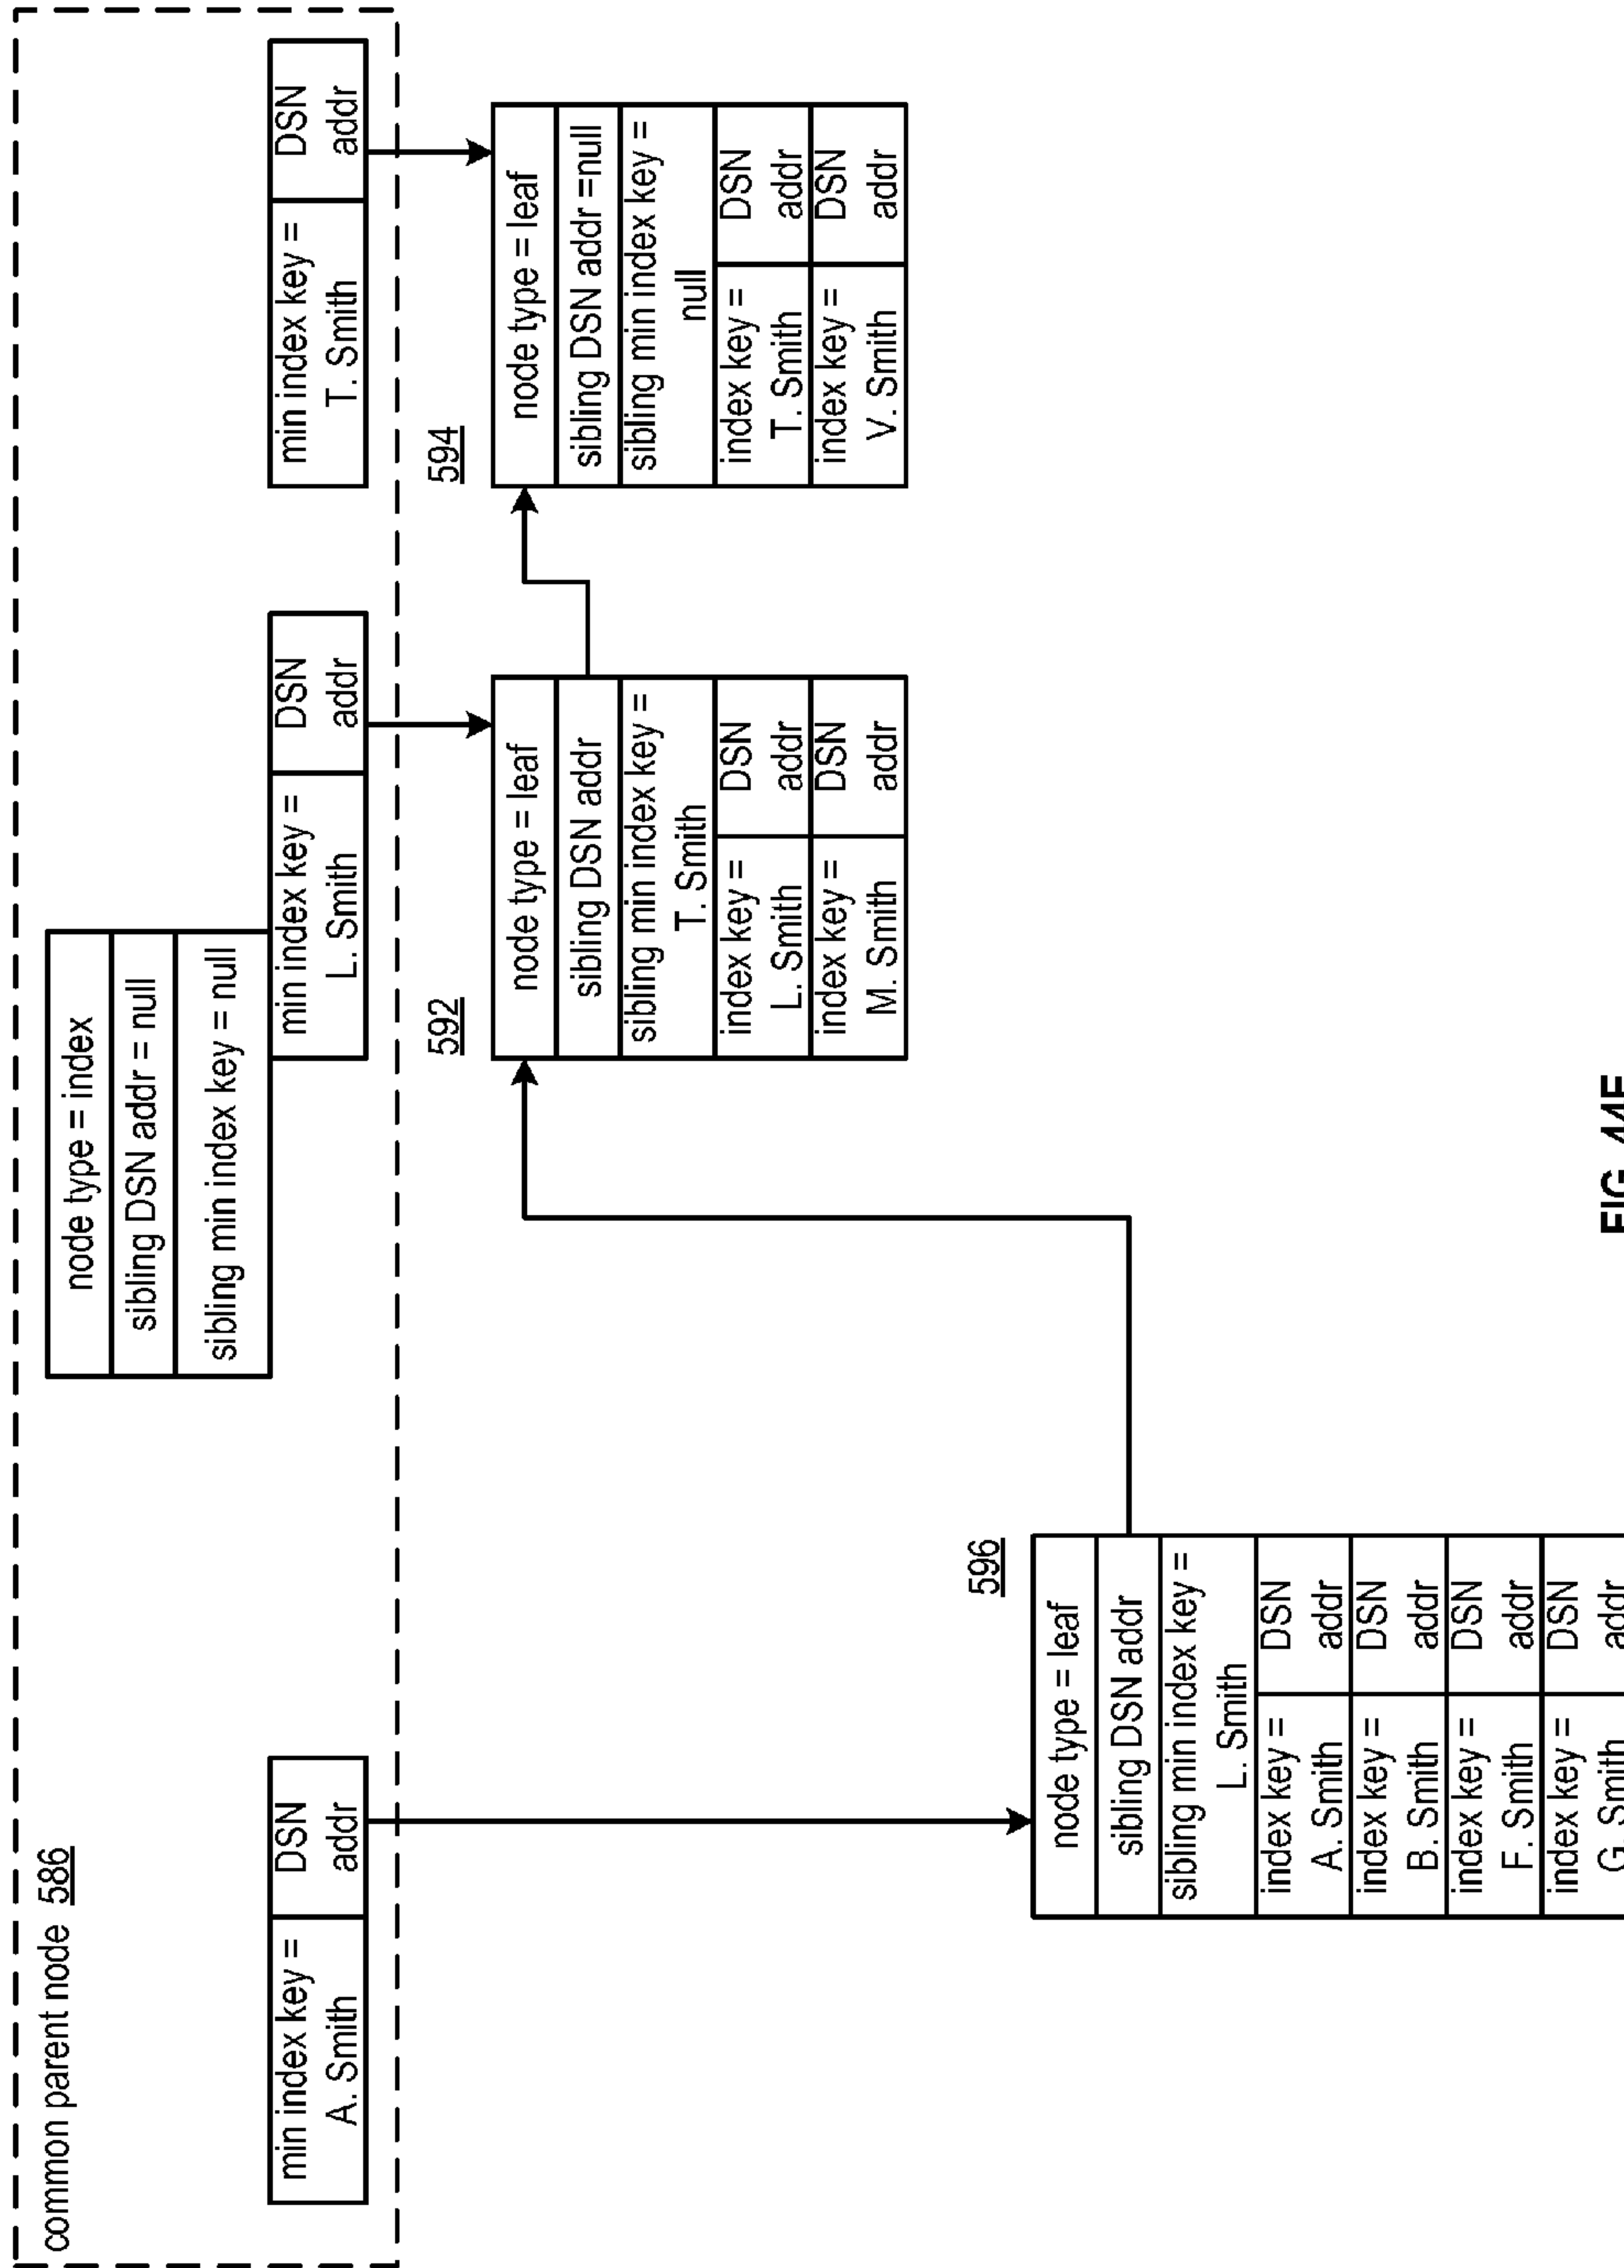 common parent node 586
node type = index
sibling DSN addr = null
sibling min index key = null
min index key =
A. Smith
DSN
addr
min index key =
L. Smith
DSN
addr
min index key =
T. Smith
DSN
addr
592
node type = leaf
sibling DSN addr
sibling min index key =
T. Smith
index key =
L. Smith
DSN
addr
index key =
M. Smith
DSN
addr
594
node type = leaf
sibling DSN addr =null
sibling min index key =
null
index key =
T. Smith
DSN
addr
index key =
V. Smith
DSN
addr
596
node type = leaf
sibling DSN addr
sibling min index key =
L. Smith
index key =
A. Smith
DSN
addr
index key =
B. Smith
DSN
addr
index key =
F. Smith
DSN
addr
index key =
G. Smith
DSN
addr
FIG.